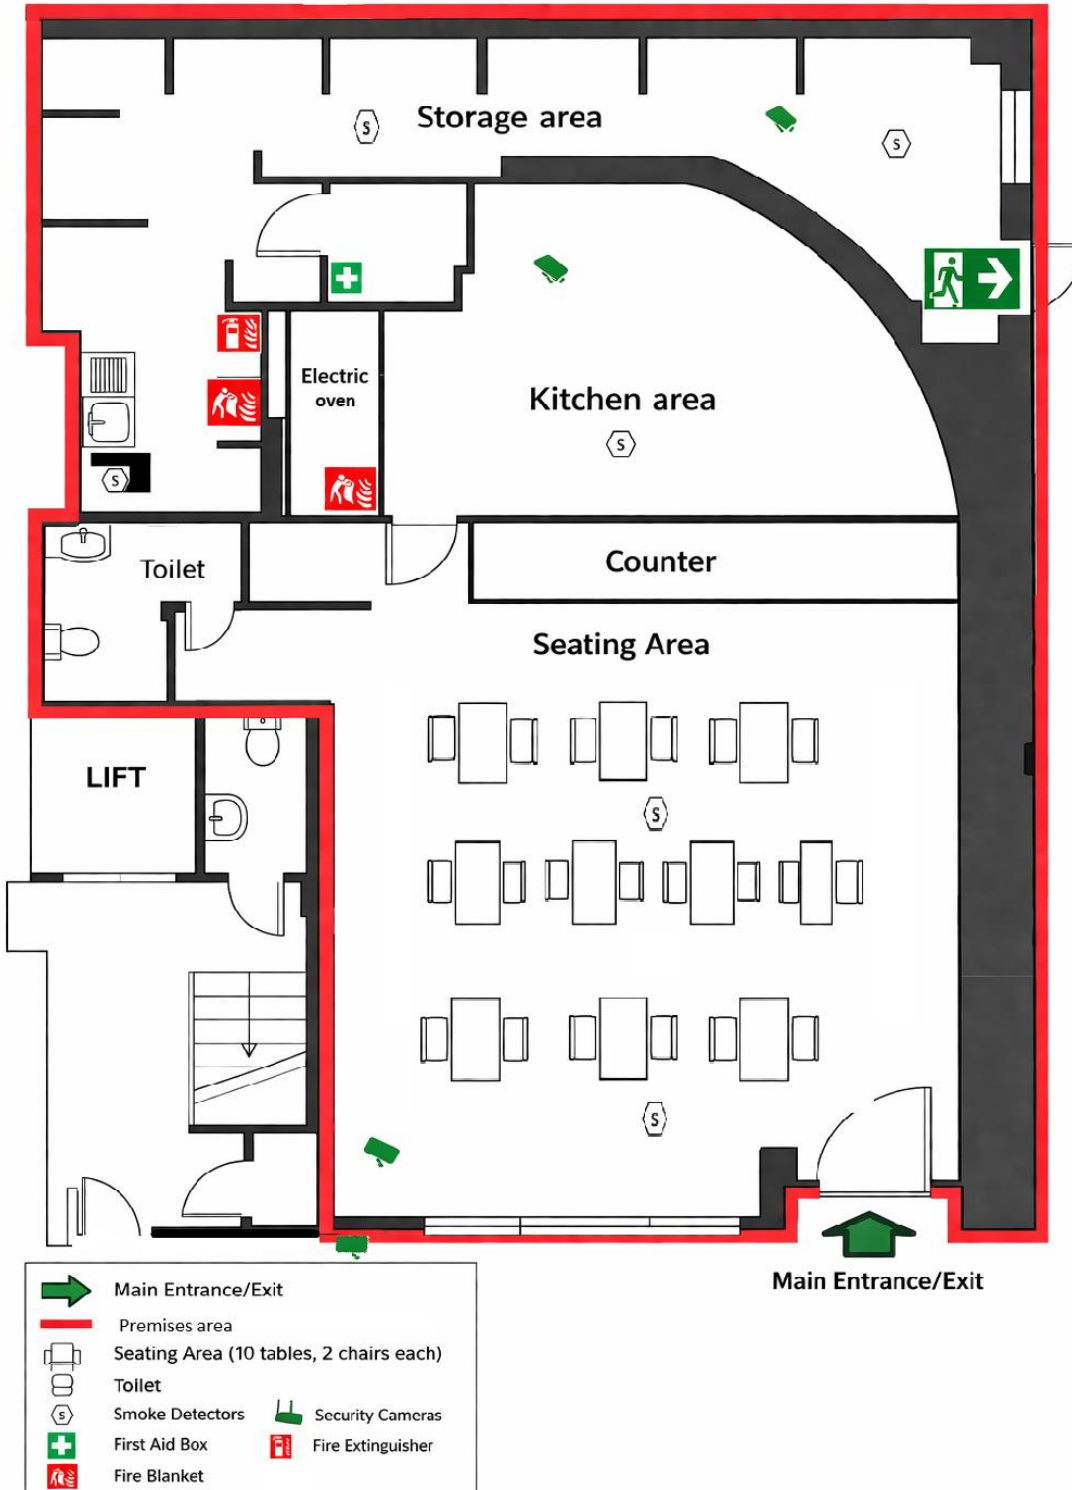 Storage area
S
S
Electric
oven
Kitchen area
S
S
Counter
Toilet
Seating Area
LIFT
S
S
Main Entrance/Exit
Main Entrance/Exit
Premises area
Seating Area (10 tables, 2 chairs each)
Toilet
S Smoke Detectors
Security Cameras
First Aid Box
Fire Extinguisher
Fire Blanket